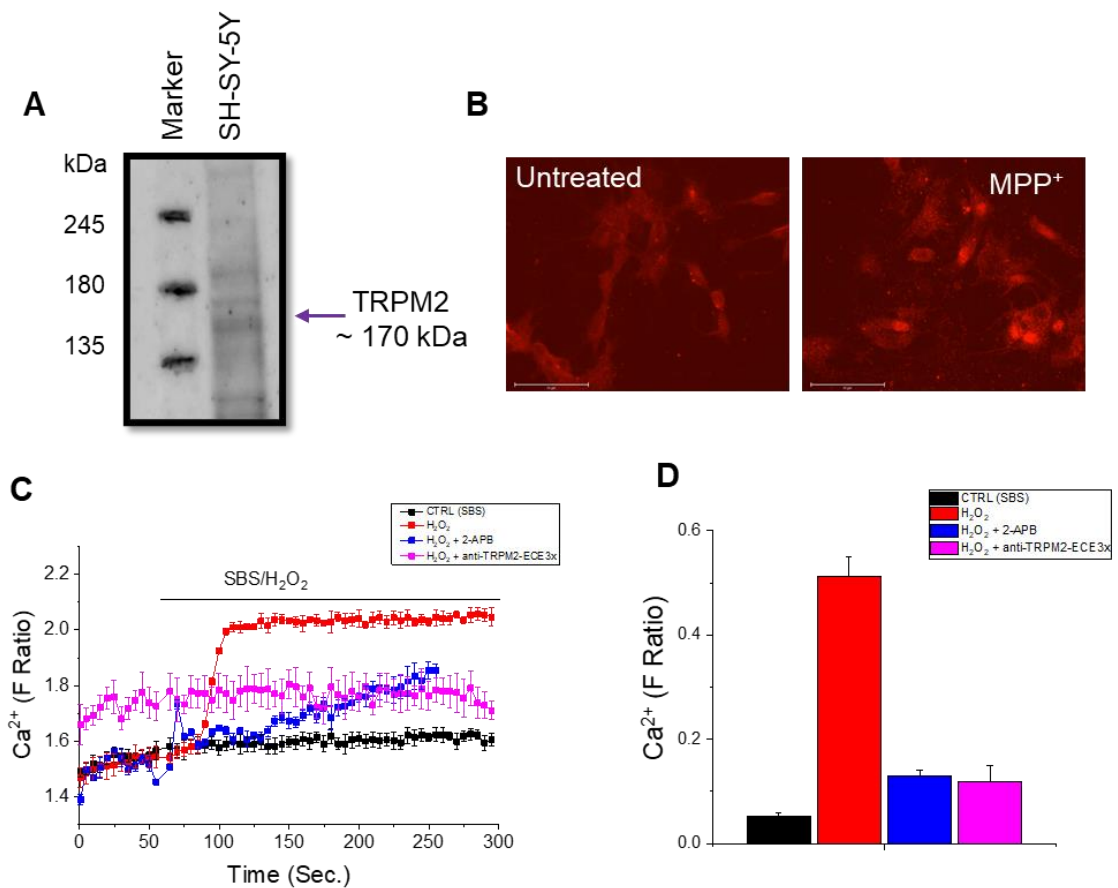 A
Marker
SH-SY-5Y
kDa
245
180
135
TRPM2
~ 170 kDa
B
Untreated
MPP⁺
C
CTRL (SBS)
H₂O₂
H₂O₂ + 2-APB
H₂O₂ + anti-TRPM2-ECE3x
SBS/H₂O₂
Ca²⁺ (F Ratio)
2.2
2.0
1.8
1.6
1.4
0
50
100
150
200
250
300
Time (Sec.)
D
CTRL (SBS)
H₂O₂
H₂O₂ + 2-APB
H₂O₂ + anti-TRPM2-ECE3x
Ca²⁺ (F Ratio)
0.6
0.4
0.2
0.0